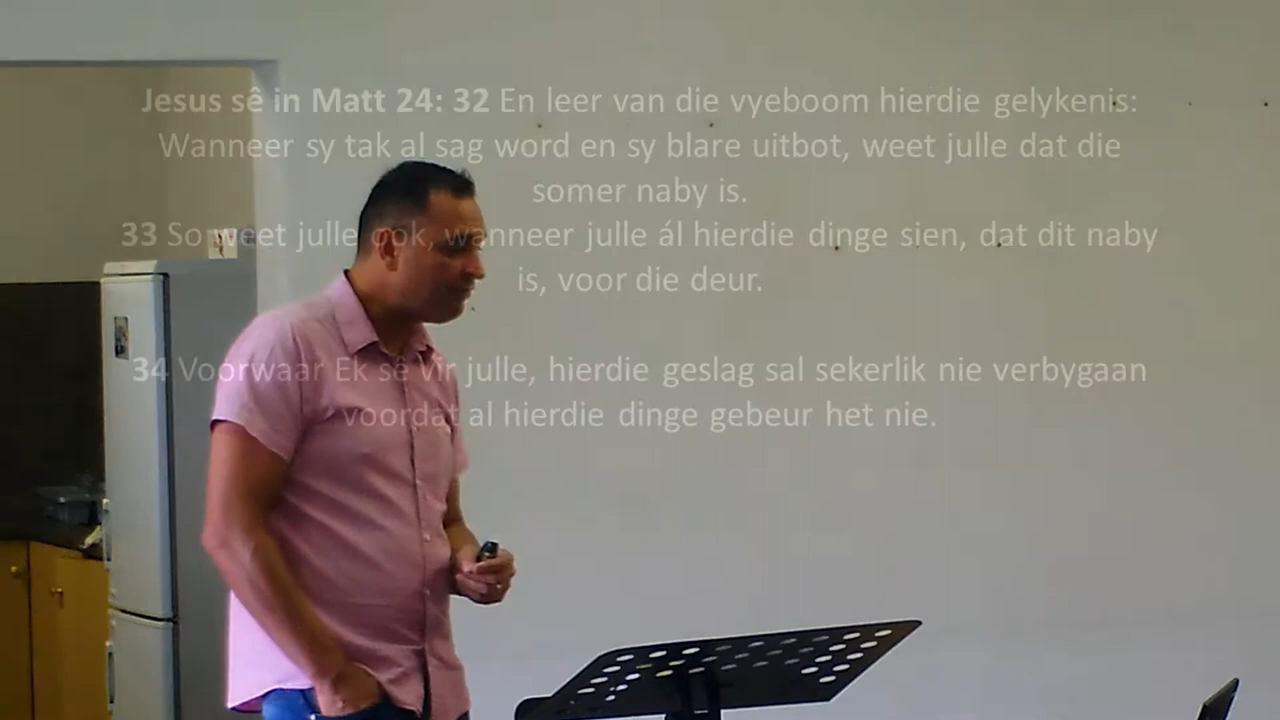 Jesus sê in Matt 24: 32 En leer van die vyeboom hierdie gelykenis:
Wanneer sy tak al sag word en sy blare uitbot, weet julle dat die
somer naby is.
33 So weet julle ook, wanneer julle ál hierdie dinge sien, dat dit naby
is, voor die deur.
34 Voorwaar Ek sê vir julle, hierdie geslag sal sekerlik nie verbygaan
voordat al hierdie dinge gebeur het nie.